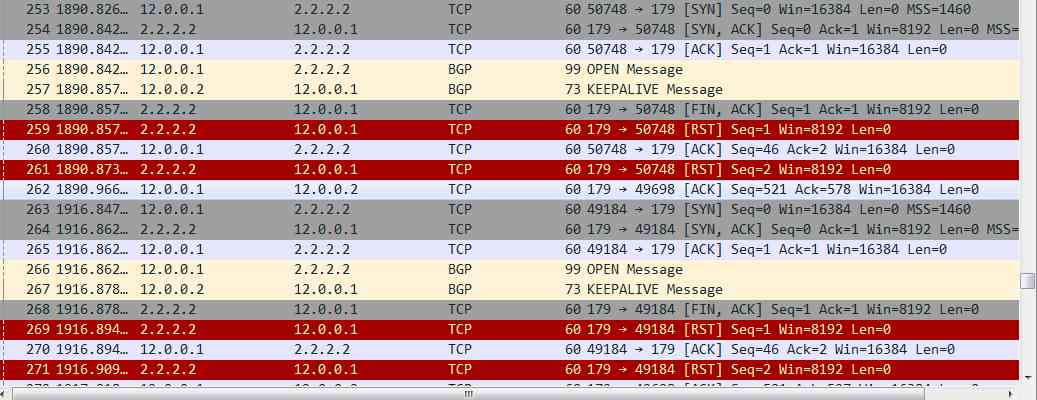 253 1890.826… 12.0.0.1 2.2.2.2 TCP 60 50748 → 179 [SYN] Seq=0 Win=16384 Len=0 MSS=1460
254 1890.842… 2.2.2.2 12.0.0.1 TCP 60 179 → 50748 [SYN, ACK] Seq=0 Ack=1 Win=8192 Len=0 MSS=
255 1890.842… 12.0.0.1 2.2.2.2 TCP 60 50748 → 179 [ACK] Seq=1 Ack=1 Win=16384 Len=0
256 1890.842… 12.0.0.1 2.2.2.2 BGP 99 OPEN Message
257 1890.857… 12.0.0.2 12.0.0.1 BGP 73 KEEPALIVE Message
258 1890.857… 2.2.2.2 12.0.0.1 TCP 60 179 → 50748 [FIN, ACK] Seq=1 Ack=1 Win=8192 Len=0
259 1890.857… 2.2.2.2 12.0.0.1 TCP 60 179 → 50748 [RST] Seq=1 Win=8192 Len=0
260 1890.857… 12.0.0.1 2.2.2.2 TCP 60 50748 → 179 [ACK] Seq=46 Ack=2 Win=16384 Len=0
261 1890.873… 2.2.2.2 12.0.0.1 TCP 60 179 → 50748 [RST] Seq=2 Win=8192 Len=0
262 1890.966… 12.0.0.1 12.0.0.2 TCP 60 179 → 49698 [ACK] Seq=521 Ack=578 Win=16384 Len=0
263 1916.847… 12.0.0.1 2.2.2.2 TCP 60 49184 → 179 [SYN] Seq=0 Win=16384 Len=0 MSS=1460
264 1916.862… 2.2.2.2 12.0.0.1 TCP 60 179 → 49184 [SYN, ACK] Seq=0 Ack=1 Win=8192 Len=0 MSS=
265 1916.862… 12.0.0.1 2.2.2.2 TCP 60 49184 → 179 [ACK] Seq=1 Ack=1 Win=16384 Len=0
266 1916.862… 12.0.0.1 2.2.2.2 BGP 99 OPEN Message
267 1916.878… 12.0.0.2 12.0.0.1 BGP 73 KEEPALIVE Message
268 1916.878… 2.2.2.2 12.0.0.1 TCP 60 179 → 49184 [FIN, ACK] Seq=1 Ack=1 Win=8192 Len=0
269 1916.894… 2.2.2.2 12.0.0.1 TCP 60 179 → 49184 [RST] Seq=1 Win=8192 Len=0
270 1916.894… 12.0.0.1 2.2.2.2 TCP 60 49184 → 179 [ACK] Seq=46 Ack=2 Win=16384 Len=0
271 1916.909… 2.2.2.2 12.0.0.1 TCP 60 179 → 49184 [RST] Seq=2 Win=8192 Len=0